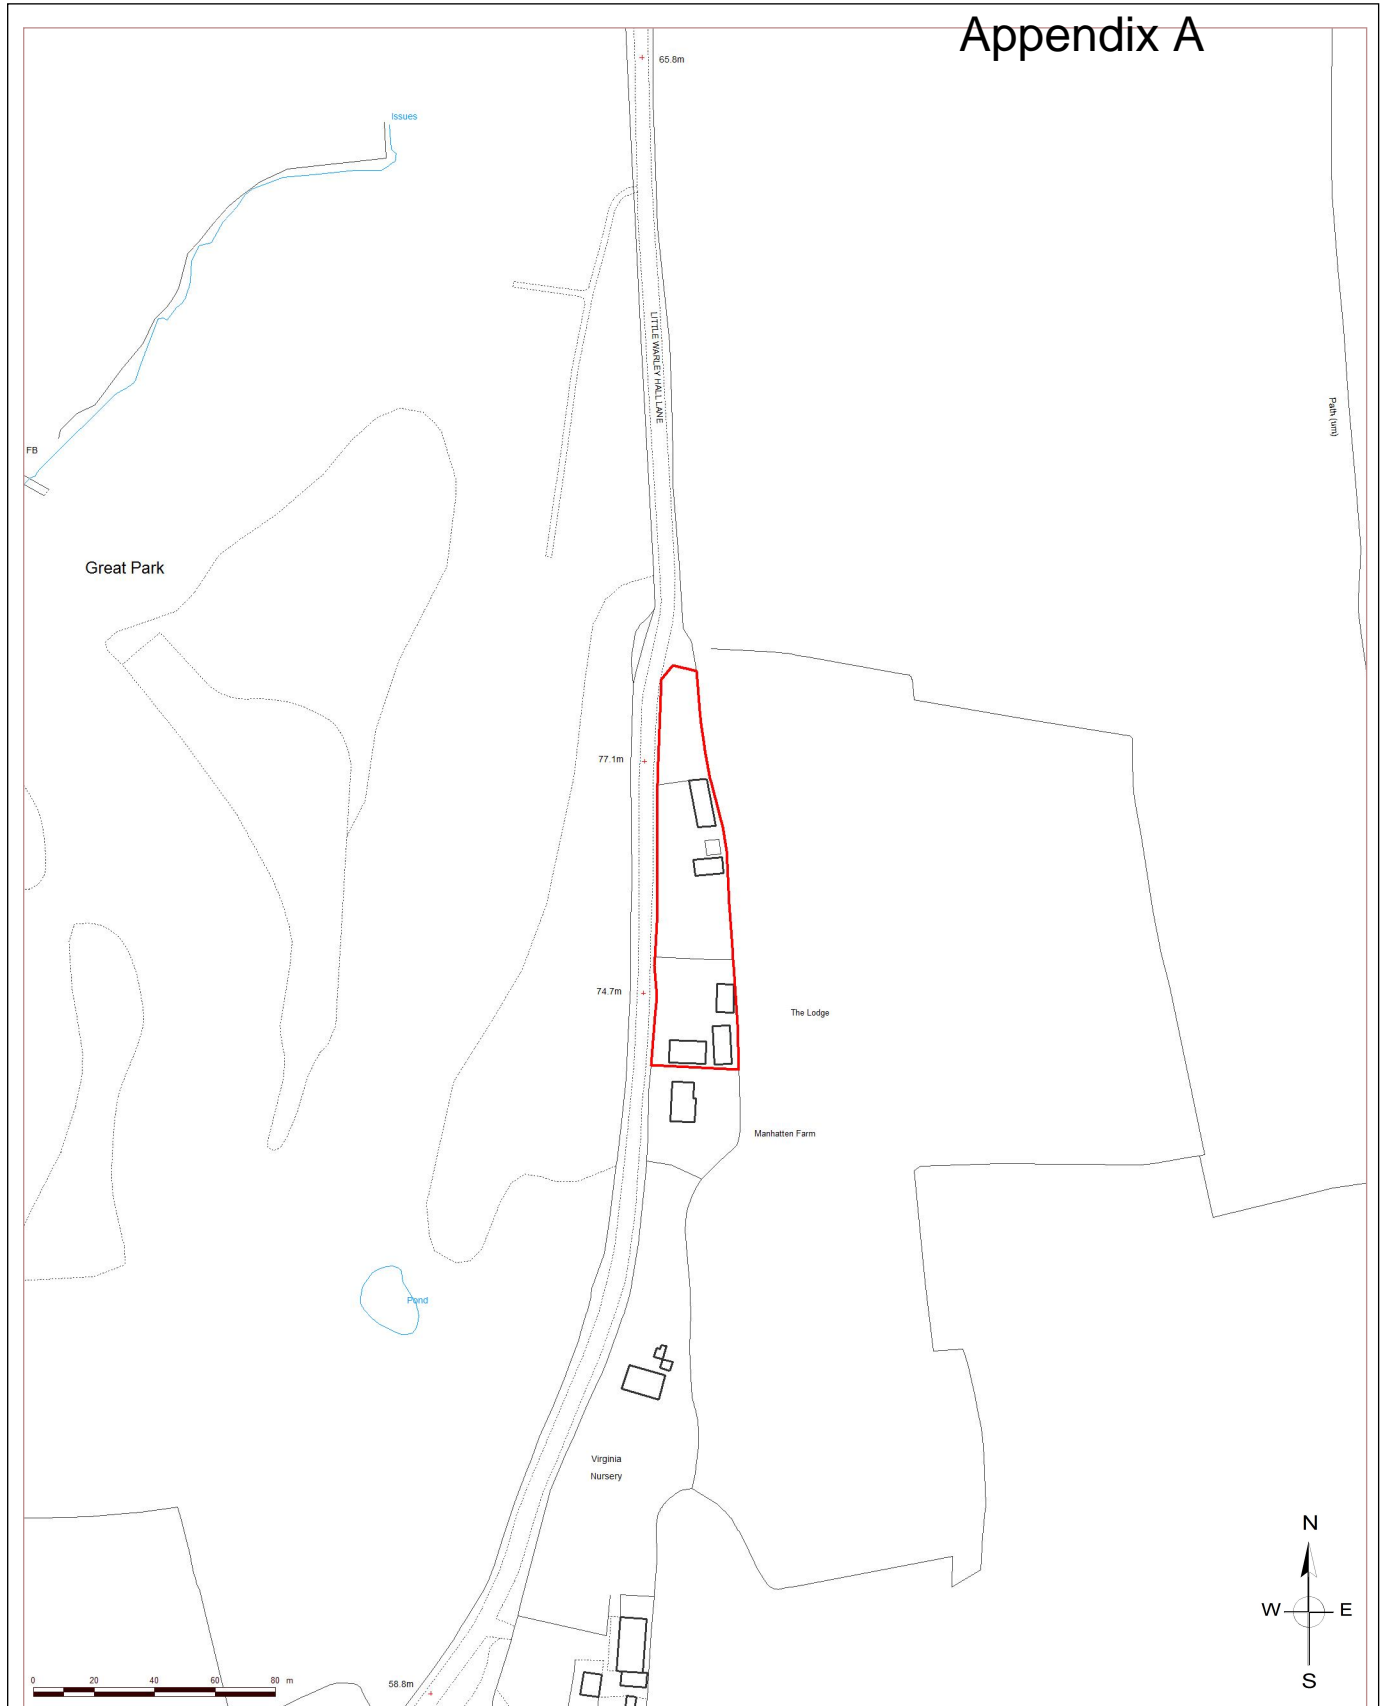 Appendix A
65.8m
Issues
LITTLE WARLEY HALL LANE
Path (um)
FB
Great Park
77.1m
74.7m
The Lodge
Manhatten Farm
Pond
Virginia
Nursery
N
W E
S
0 20 40 60 80 m
58.8m